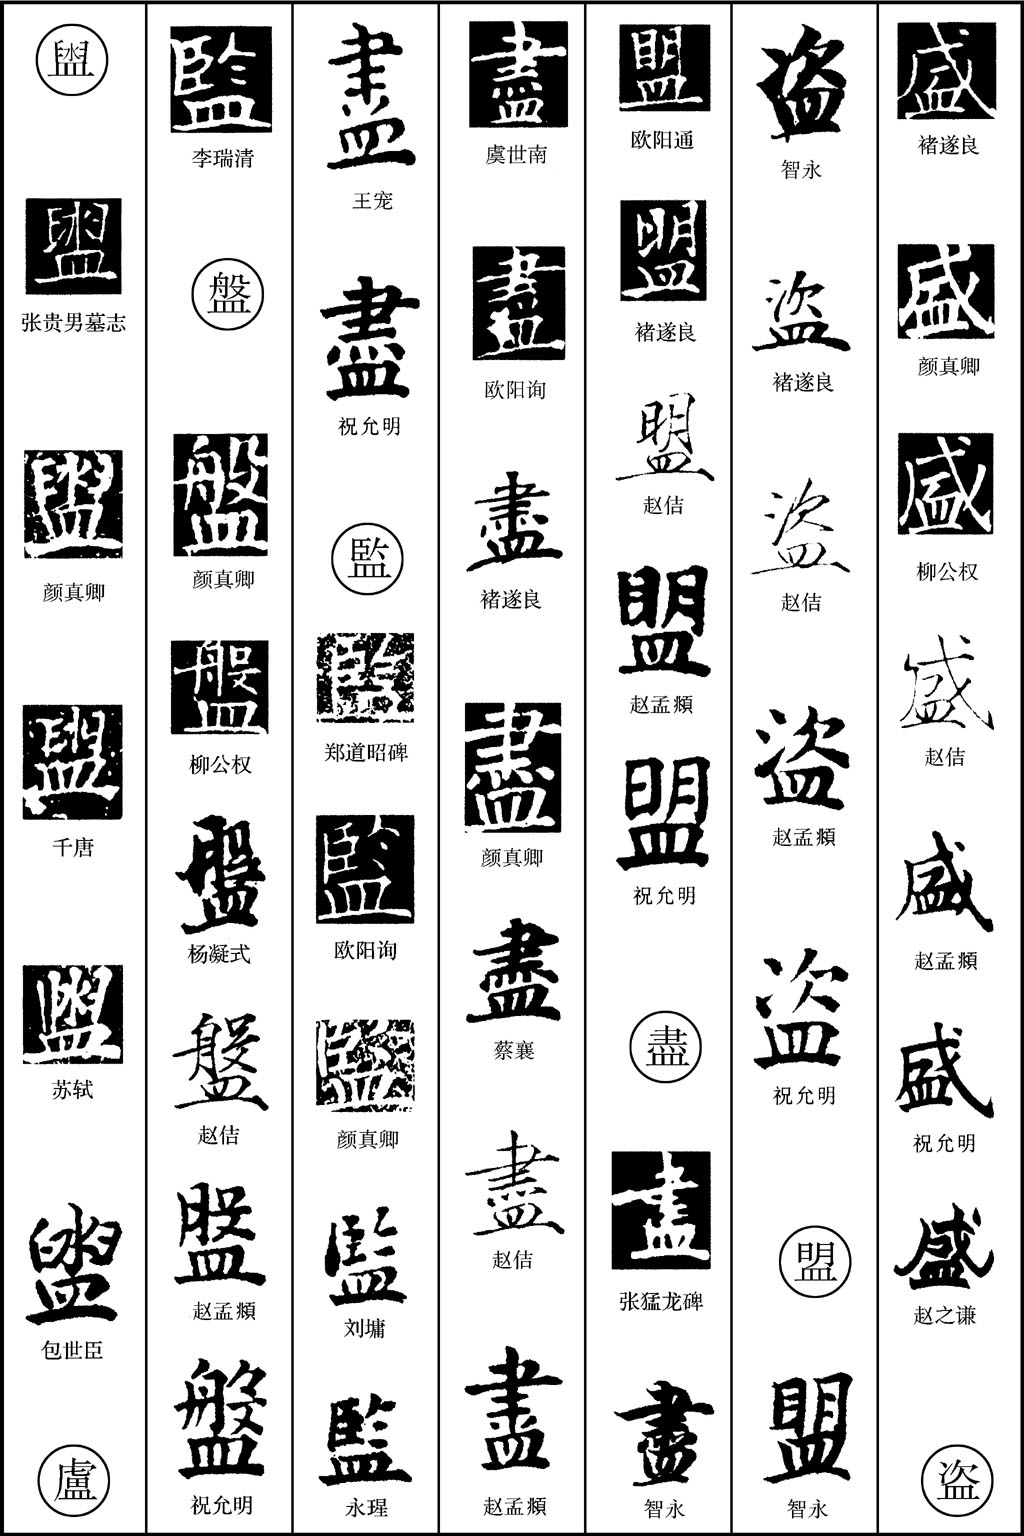 盛
褚遂良
盛
颜真卿
盛
柳公权
盛
赵佶
盛
赵孟頫
盛
祝允明
盛
赵之谦
盗
盗
智永
盗
褚遂良
盗
赵佶
盗
赵孟頫
盗
祝允明
盟
盟
智永
盟
欧阳通
盟
褚遂良
盟
赵佶
盟
赵孟頫
盟
祝允明
盡
盡
张猛龙碑
盡
智永
盡
虞世南
盡
欧阳询
盡
褚遂良
盡
颜真卿
盡
蔡襄
盡
赵佶
盡
赵孟頫
盡
王宠
盡
祝允明
監
監
郑道昭碑
監
欧阳询
監
颜真卿
監
刘墉
監
永瑆
監
李瑞清
盤
盤
颜真卿
盤
柳公权
盤
杨凝式
盤
赵佶
盤
赵孟頫
盤
祝允明
盥
盥
张贵男墓志
盥
颜真卿
盥
千唐
盥
苏轼
盥
包世臣
盧